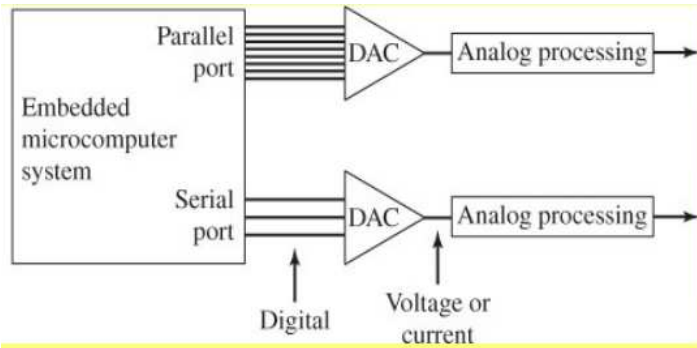 Parallel
port
DAC
Analog processing
Embedded
microcomputer
system
Serial
port
DAC
Analog processing
Digital
Voltage or
current